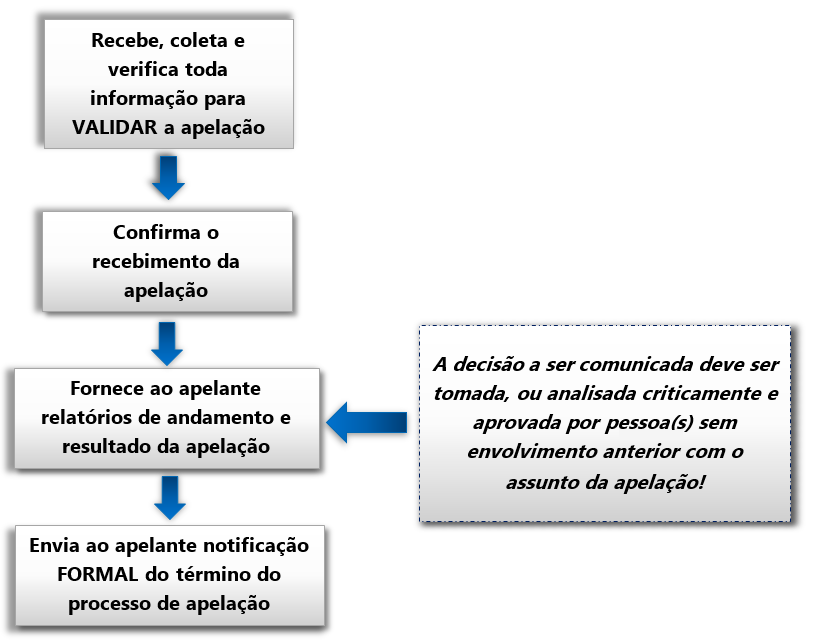 Recebe, coleta e
verifica toda
informação para
VALIDAR a apelação
Confirma o
recebimento da
apelação
Fornece ao apelante
relatórios de andamento e
resultado da apelação
A decisão a ser comunicada deve ser
tomada, ou analisada criticamente e
aprovada por pessoa(s) sem
envolvimento anterior com o
assunto da apelação!
Envia ao apelante notificação
FORMAL do término do
processo de apelação